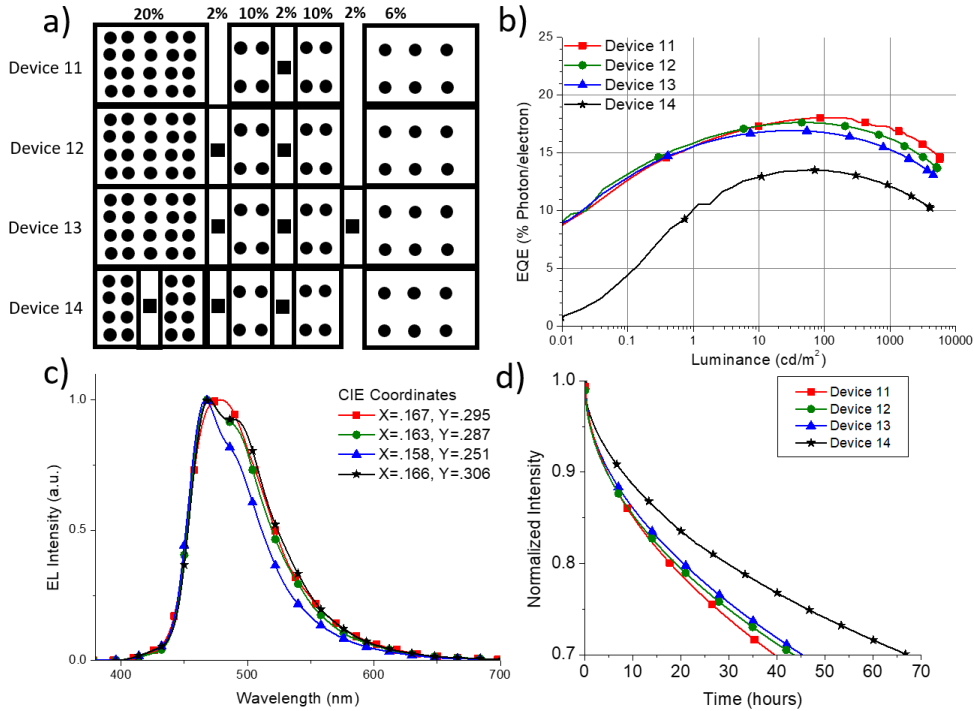 a)
20% 2% 10% 2% 10% 2% 6%
Device 11
Device 12
Device 13
Device 14
b)
25
20
15
10
5
0
EQE (% Photon/electron)
Device 11
Device 12
Device 13
Device 14
0.01 0.1 1 10 100 1000 10000
Luminance (cd/m²)
c)
1.0
0.5
0.0
EL Intensity (a.u.)
CIE Coordinates
X=.167, Y=.295
X=.163, Y=.287
X=.158, Y=.251
X=.166, Y=.306
400 500 600 700
Wavelength (nm)
d)
1.0
0.9
0.8
0.7
Normalized Intensity
Device 11
Device 12
Device 13
Device 14
0 10 20 30 40 50 60 70
Time (hours)